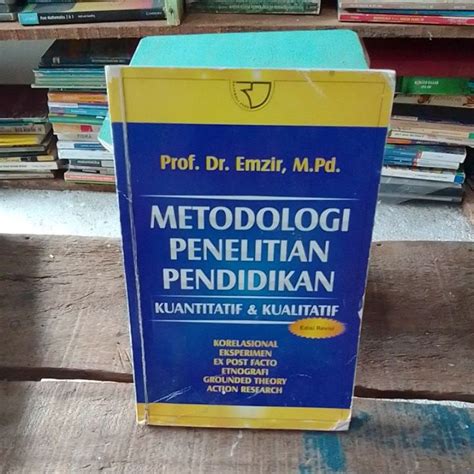 Prof. Dr. Emzir, M.Pd.
METODOLOGI
PENELITIAN
PENDIDIKAN
KUANTITATIF & KUALITATIF
Edisi Revisi
KORELASIONAL
EKSPERIMEN
EX POST FACTO
ETNOGRAFI
GROUNDED THEORY
ACTION RESEARCH